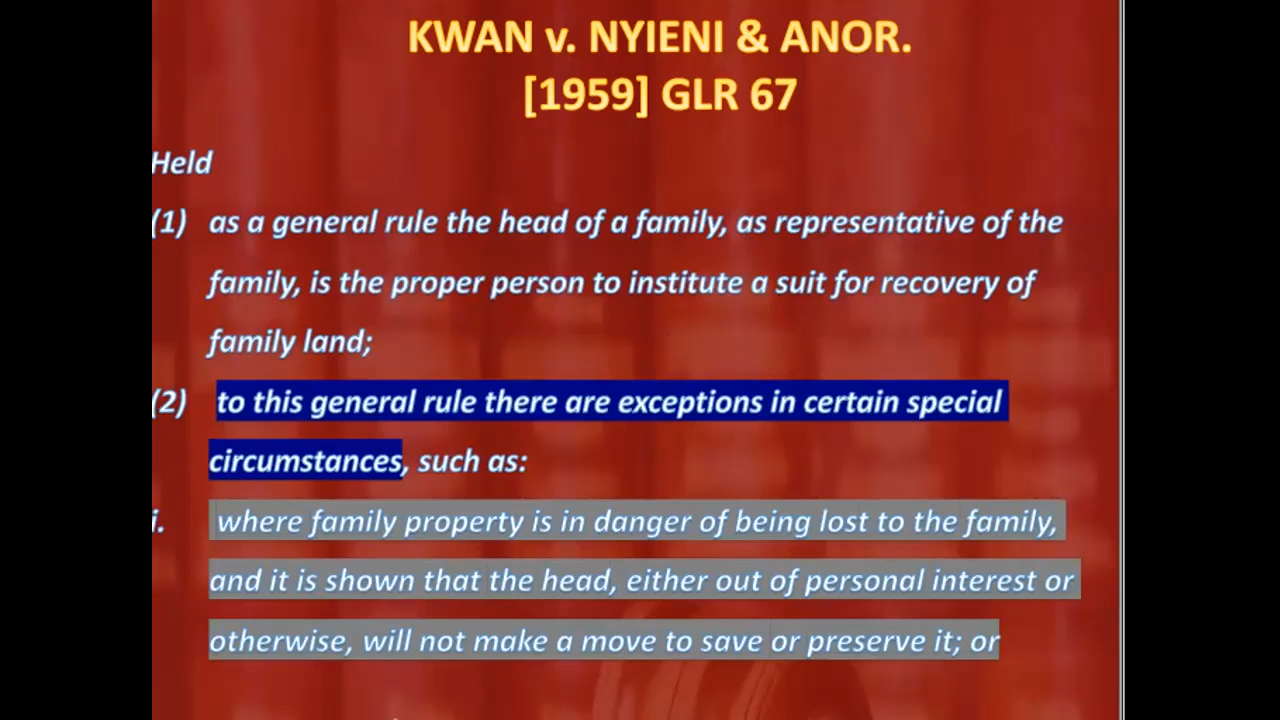 KWAN v. NYIENI & ANOR.
[1959] GLR 67
Held
(1) as a general rule the head of a family, as representative of the
family, is the proper person to institute a suit for recovery of
family land;
(2) to this general rule there are exceptions in certain special
circumstances, such as:
i. where family property is in danger of being lost to the family,
and it is shown that the head, either out of personal interest or
otherwise, will not make a move to save or preserve it; or